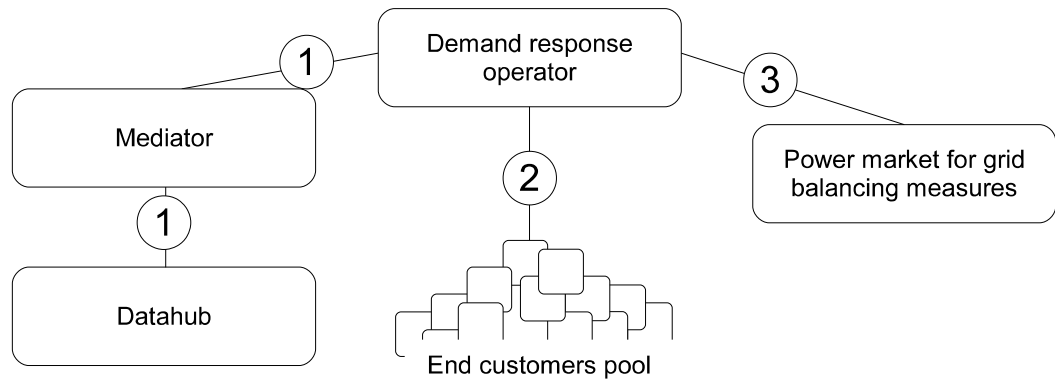 Demand response
operator
1
3
Mediator
Power market for grid
balancing measures
2
1
Datahub
End customers pool